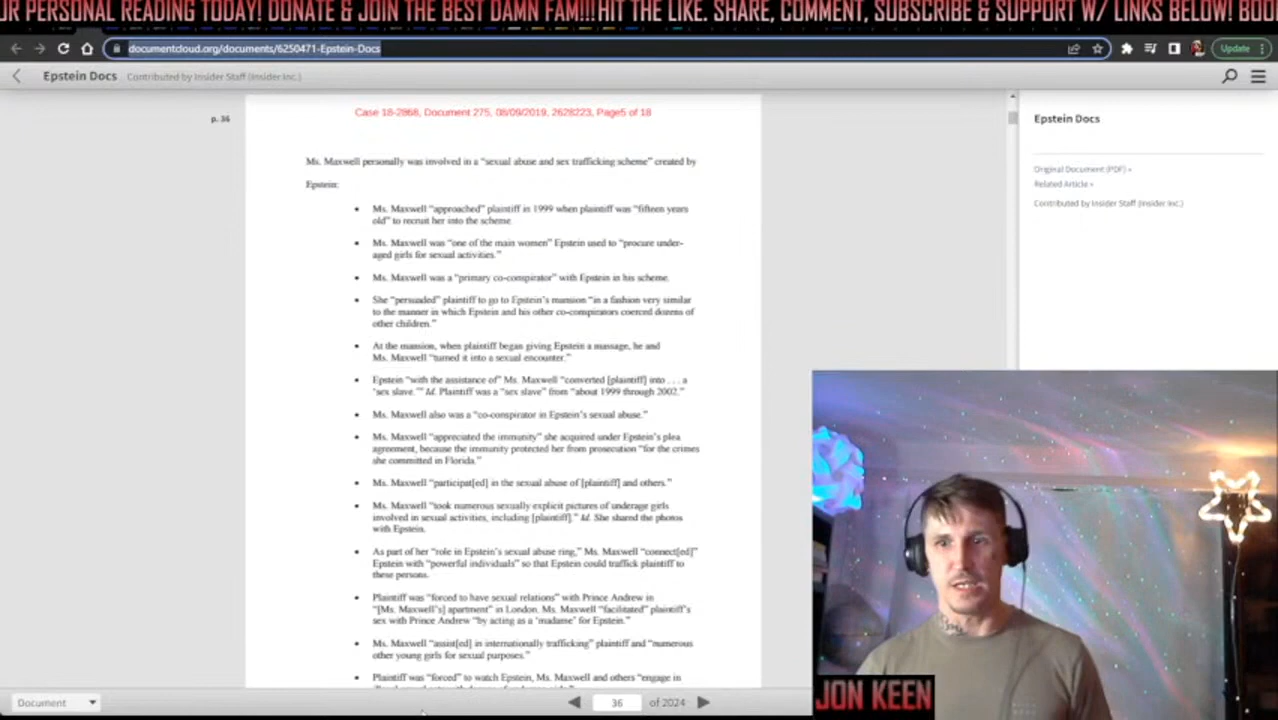 UR PERSONAL READING TODAY! DONATE & JOIN THE BEST DAMN FAM!!!HIT THE LIKE. SHARE, COMMENT, SUBSCRIBE & SUPPORT W/ LINKS BELOW! BOO
documentcloud.org/documents/6250471-Epstein-Docs
Update
Epstein Docs Contributed by Insider Staff (Insider Inc.)
p. 36
Case 18-2868, Document 275, 08/09/2019, 2628223, Page5 of 18
Ms. Maxwell personally was involved in a “sexual abuse and sex trafficking scheme” created by
Epstein:
• Ms. Maxwell “approached” plaintiff in 1999 when plaintiff was “fifteen years
old” to recruit her into the scheme
• Ms. Maxwell was “one of the main women” Epstein used to “procure under-
aged girls for sexual activities.”
• Ms. Maxwell was a “primary co-conspirator” with Epstein in his scheme.
• She “persuaded” plaintiff to go to Epstein’s mansion “in a fashion very similar
to the manner in which Epstein and his other co-conspirators coerced dozens of
other children.”
• At the mansion, when plaintiff began giving Epstein a massage, he and
Ms. Maxwell “turned it into a sexual encounter.”
• Epstein “with the assistance of” Ms. Maxwell “converted [plaintiff] into . . . a
‘sex slave.’” Id. Plaintiff was a “sex slave” from “about 1999 through 2002.”
• Ms. Maxwell also was a “co-conspirator in Epstein’s sexual abuse.”
• Ms. Maxwell “appreciated the immunity” she acquired under Epstein’s plea
agreement, because the immunity protected her from prosecution “for the crimes
she committed in Florida.”
• Ms. Maxwell “participat[ed] in the sexual abuse of [plaintiff] and others.”
• Ms. Maxwell “took numerous sexually explicit pictures of underage girls
involved in sexual activities, including [plaintiff].” Id. She shared the photos
with Epstein.
• As part of her “role in Epstein’s sexual abuse ring,” Ms. Maxwell “connect[ed]”
Epstein with “powerful individuals” so that Epstein could traffick plaintiff to
these persons.
• Plaintiff was “forced to have sexual relations” with Prince Andrew in
“[Ms. Maxwell’s] apartment” in London. Ms. Maxwell “facilitated” plaintiff’s
sex with Prince Andrew “by acting as a ‘madame’ for Epstein.”
• Ms. Maxwell “assist[ed] in internationally trafficking” plaintiff and “numerous
other young girls for sexual purposes.”
• Plaintiff was “forced” to watch Epstein, Ms. Maxwell and others “engage in
Epstein Docs
Original Document (PDF) »
Related Article »
Contributed by Insider Staff (Insider Inc.)
JON KEEN
Document 36 of 2024